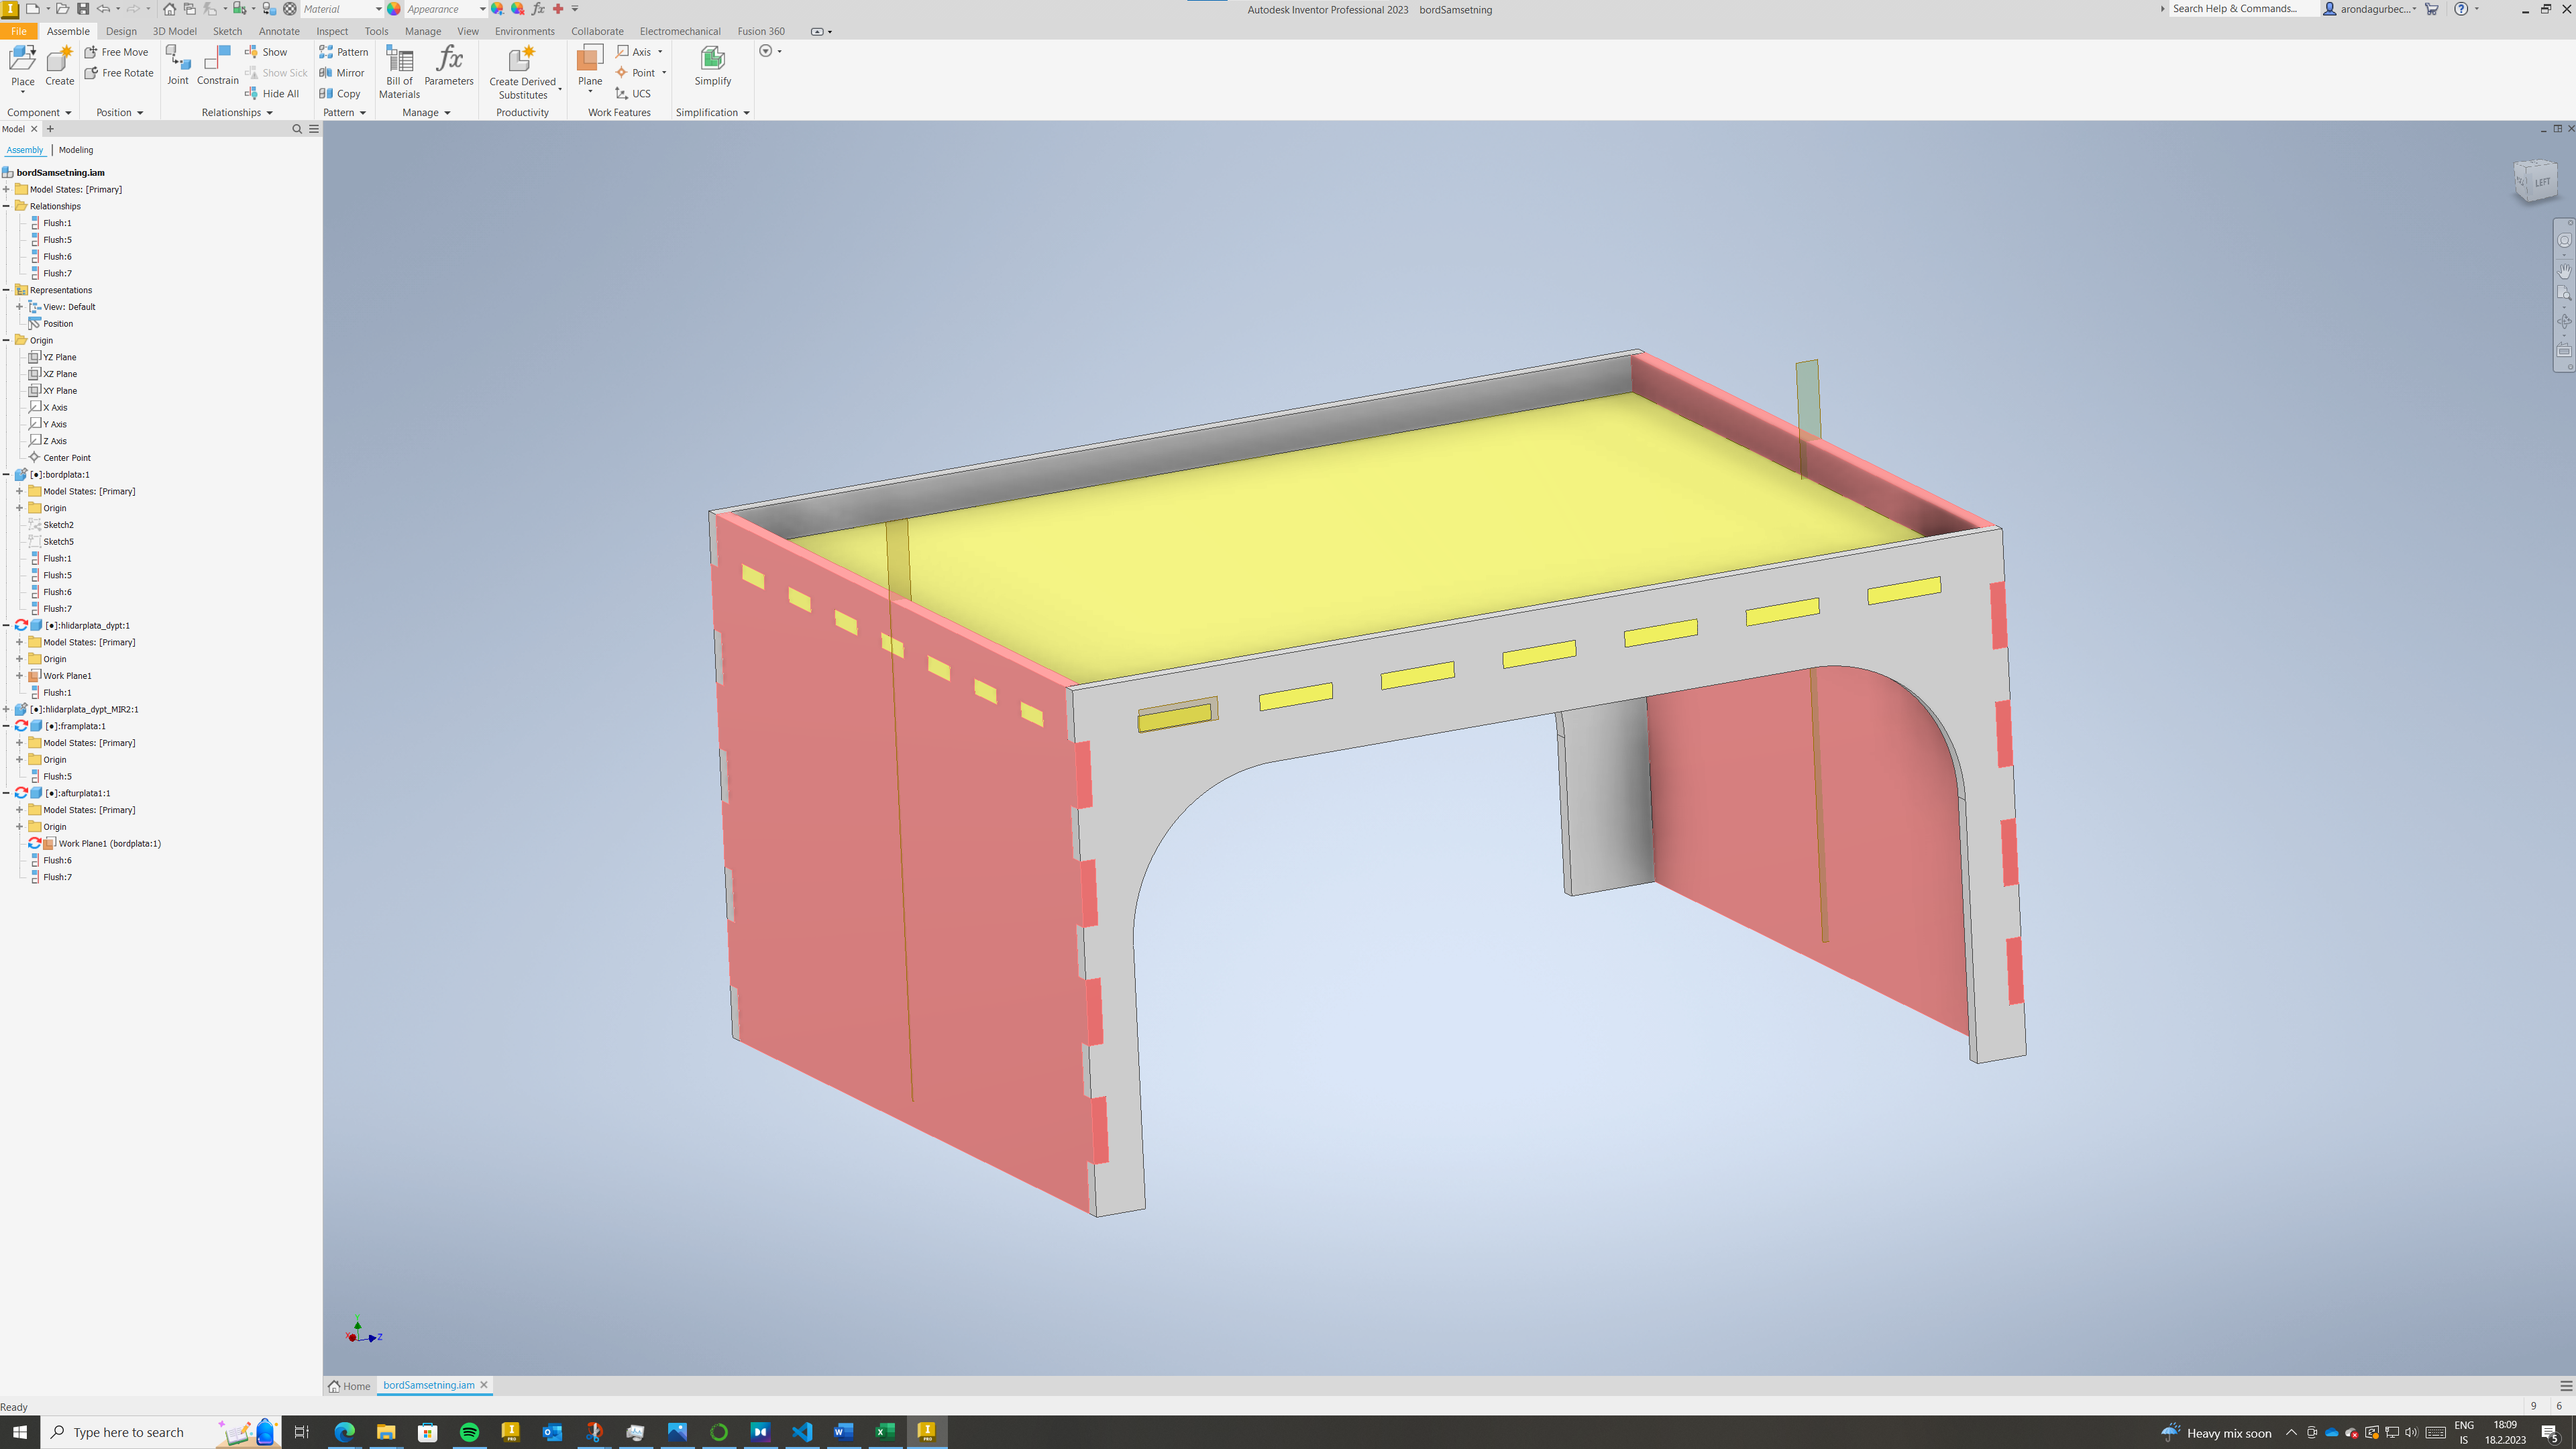 Material
Appearance
Autodesk Inventor Professional 2023 bordSamsetning
Search Help & Commands...
arondagurbec...
File Assemble Design 3D Model Sketch Annotate Inspect Tools Manage View Environments Collaborate Electromechanical Fusion 360
Place
Create
Free Move
Free Rotate
Joint
Constrain
Show
Show Sick
Hide All
Pattern
Mirror
Copy
Bill of
Materials
Parameters
Create Derived
Substitutes
Plane
Axis
Point
UCS
Simplify
Component Position Relationships Pattern Manage Productivity Work Features Simplification
Model
Assembly Modeling
bordSamsetning.iam
Model States: [Primary]
Relationships
Flush:1
Flush:5
Flush:6
Flush:7
Representations
View: Default
Position
Origin
YZ Plane
XZ Plane
XY Plane
X Axis
Y Axis
Z Axis
Center Point
[●]:bordplata:1
Model States: [Primary]
Origin
Sketch2
Sketch5
Flush:1
Flush:5
Flush:6
Flush:7
[●]:hlidarplata_dypt:1
Model States: [Primary]
Origin
Work Plane1
Flush:1
[●]:hlidarplata_dypt_MIR2:1
[●]:framplata:1
Model States: [Primary]
Origin
Flush:5
[●]:afturplata1:1
Model States: [Primary]
Origin
Work Plane1 (bordplata:1)
Flush:6
Flush:7
LEFT
X
Z
Home bordSamsetning.iam
Ready
9 6
Type here to search
Heavy mix soon
ENG
IS
18:09
18.2.2023
5